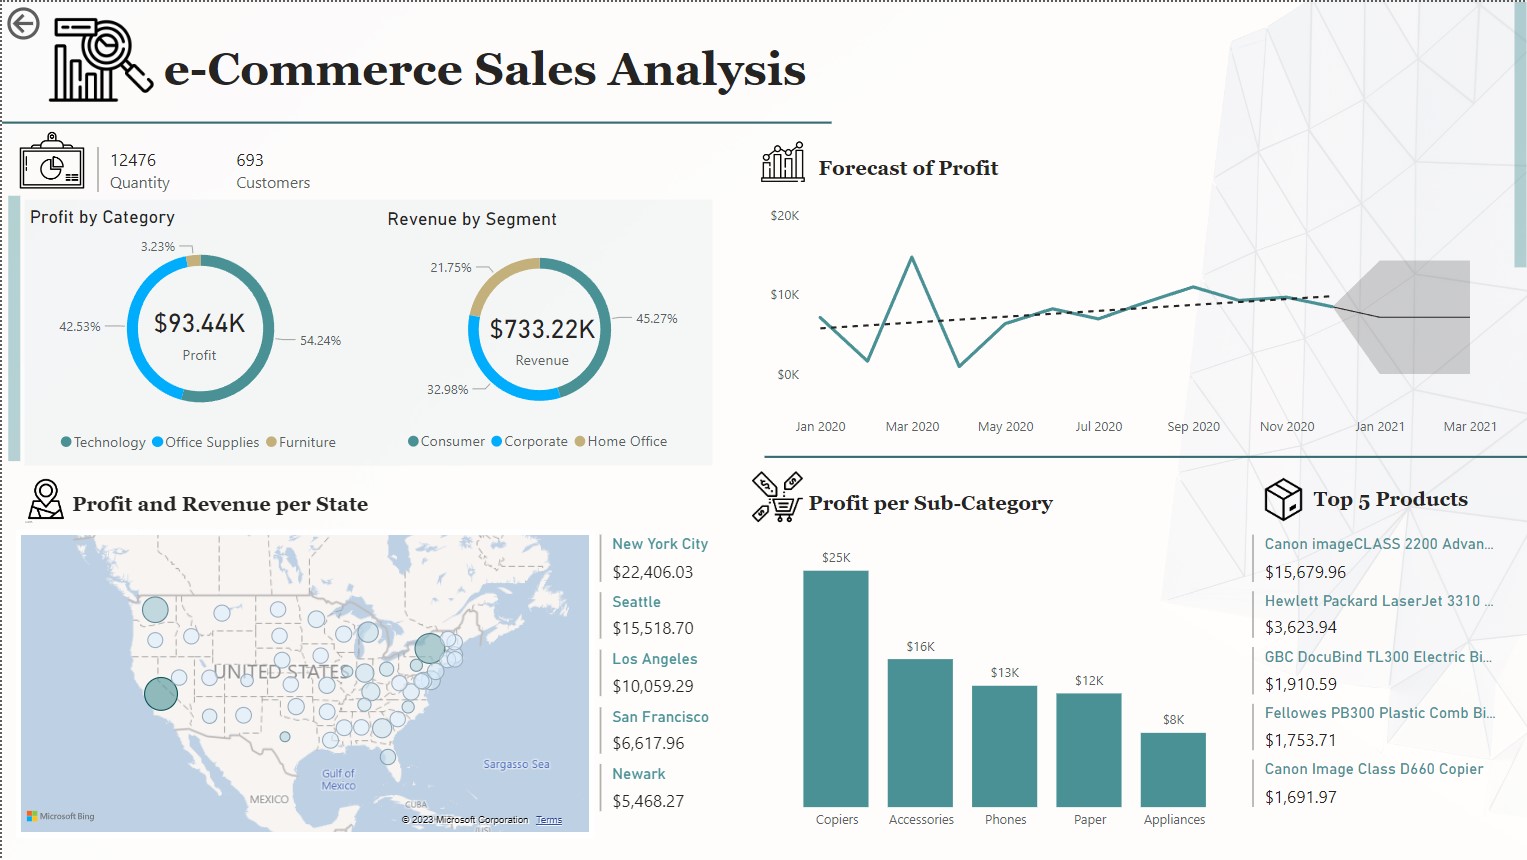 e-Commerce Sales Analysis
12476
Quantity
693
Customers
Profit by Category
3.23%
42.53%
$93.44K
Profit
54.24%
Technology
Office Supplies
Furniture
Revenue by Segment
21.75%
$733.22K
Revenue
45.27%
32.98%
Consumer
Corporate
Home Office
Forecast of Profit
$20K
$10K
$0K
Jan 2020
Mar 2020
May 2020
Jul 2020
Sep 2020
Nov 2020
Jan 2021
Mar 2021
Profit and Revenue per State
UNITED STATES
Gulf of
Mexico
Sargasso Sea
MEXICO
CUBA
Microsoft Bing
© 2023 Microsoft Corporation
Terms
New York City
$22,406.03
Seattle
$15,518.70
Los Angeles
$10,059.29
San Francisco
$6,617.96
Newark
$5,468.27
Profit per Sub-Category
$25K
$16K
$13K
$12K
$8K
Copiers
Accessories
Phones
Paper
Appliances
Top 5 Products
Canon imageCLASS 2200 Advan...
$15,679.96
Hewlett Packard LaserJet 3310 ...
$3,623.94
GBC DocuBind TL300 Electric Bi...
$1,910.59
Fellowes PB300 Plastic Comb Bi...
$1,753.71
Canon Image Class D660 Copier
$1,691.97